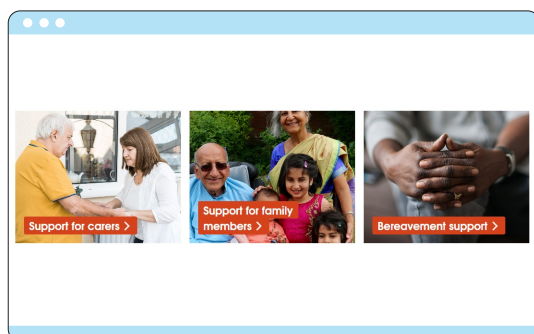 Support for carers >
Support for family
members >
Bereavement support >